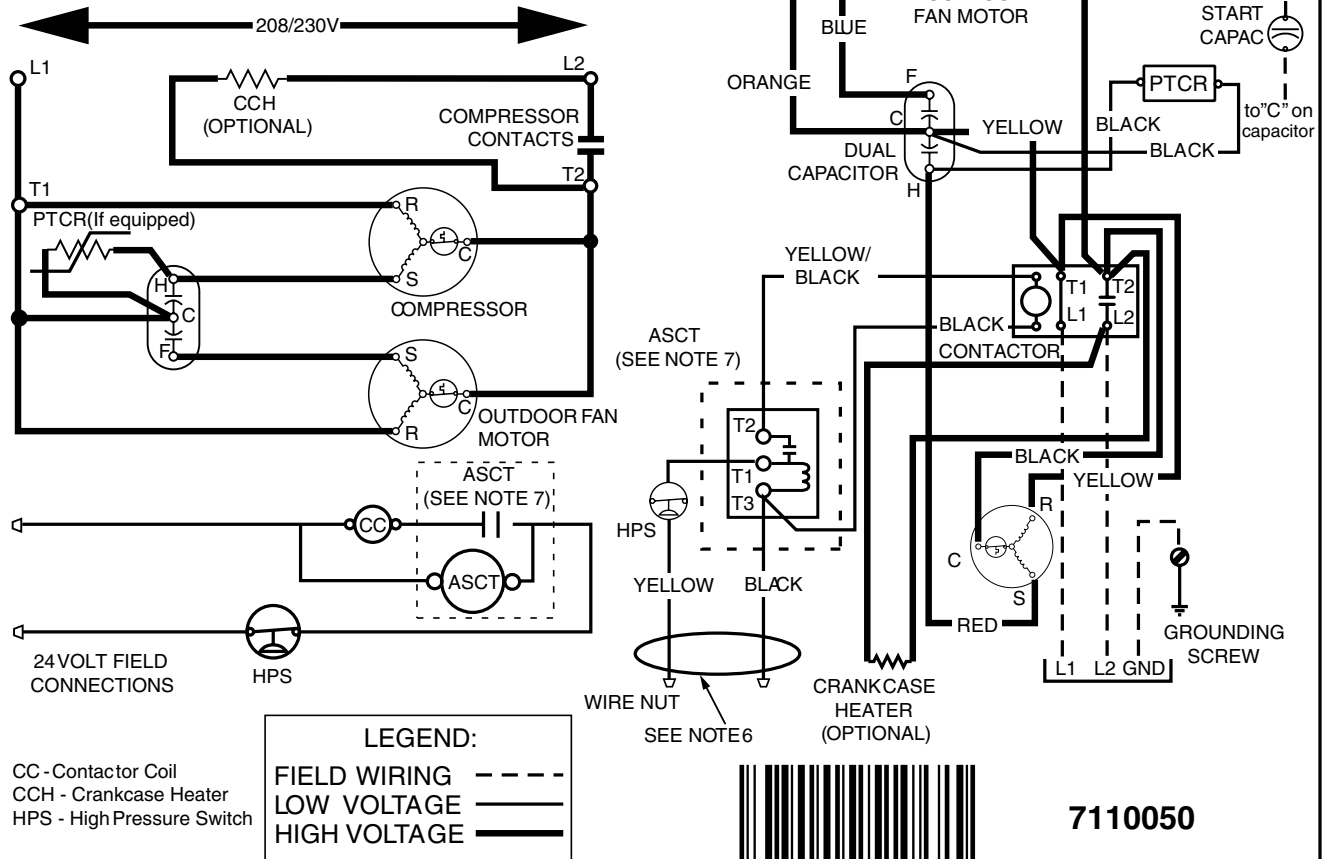 208/230V
L1
L2
CCH
(OPTIONAL)
COMPRESSOR
CONTACTS
T1
T2
PTCR(If equipped)
R
C
S
COMPRESSOR
H
C
F
S
C
R
OUTDOOR FAN
MOTOR
ASCT
(SEE NOTE 7)
CC
ASCT
HPS
24 VOLT FIELD
CONNECTIONS
CC - Contactor Coil
CCH - Crankcase Heater
HPS - High Pressure Switch
LEGEND:
FIELD WIRING
LOW VOLTAGE
HIGH VOLTAGE
BLUE
FAN MOTOR
START
CAPAC
ORANGE
F
PTCR
to"C" on
capacitor
C
YELLOW
BLACK
BLACK
DUAL
CAPACITOR
H
YELLOW/
BLACK
T1
T2
L1
L2
BLACK
CONTACTOR
ASCT
(SEE NOTE 7)
T2
T1
T3
HPS
BLACK
YELLOW
R
C
S
YELLOW
BLACK
RED
GROUNDING
SCREW
L1
L2
GND
WIRE NUT
SEE NOTE 6
CRANKCASE
HEATER
(OPTIONAL)
7110050